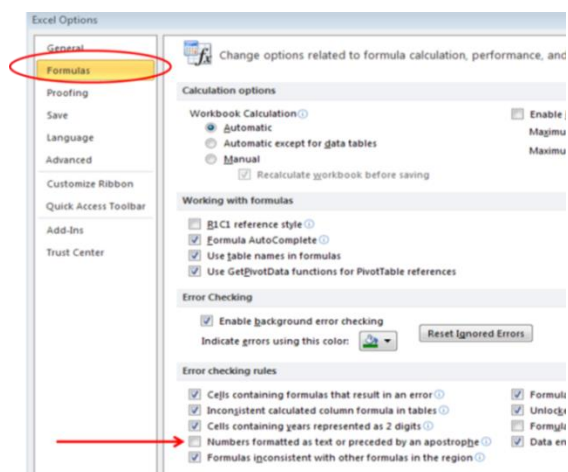 Excel Options
General
Formulas
Proofing
Save
Language
Advanced
Customize Ribbon
Quick Access Toolbar
Add-Ins
Trust Center
Change options related to formula calculation, performance, and
Calculation options
Workbook Calculation
Automatic
Automatic except for data tables
Manual
Recalculate workbook before saving
Enable
Maximu
Maximu
Working with formulas
R1C1 reference style
Formula AutoComplete
Use table names in formulas
Use GetPivotData functions for PivotTable references
Error Checking
Enable background error checking
Indicate errors using this color:
Reset Ignored Errors
Error checking rules
Cells containing formulas that result in an error
Inconsistent calculated column formula in tables
Cells containing years represented as 2 digits
Numbers formatted as text or preceded by an apostrophe
Formulas inconsistent with other formulas in the region
Formula
Unlocke
Formula
Data en